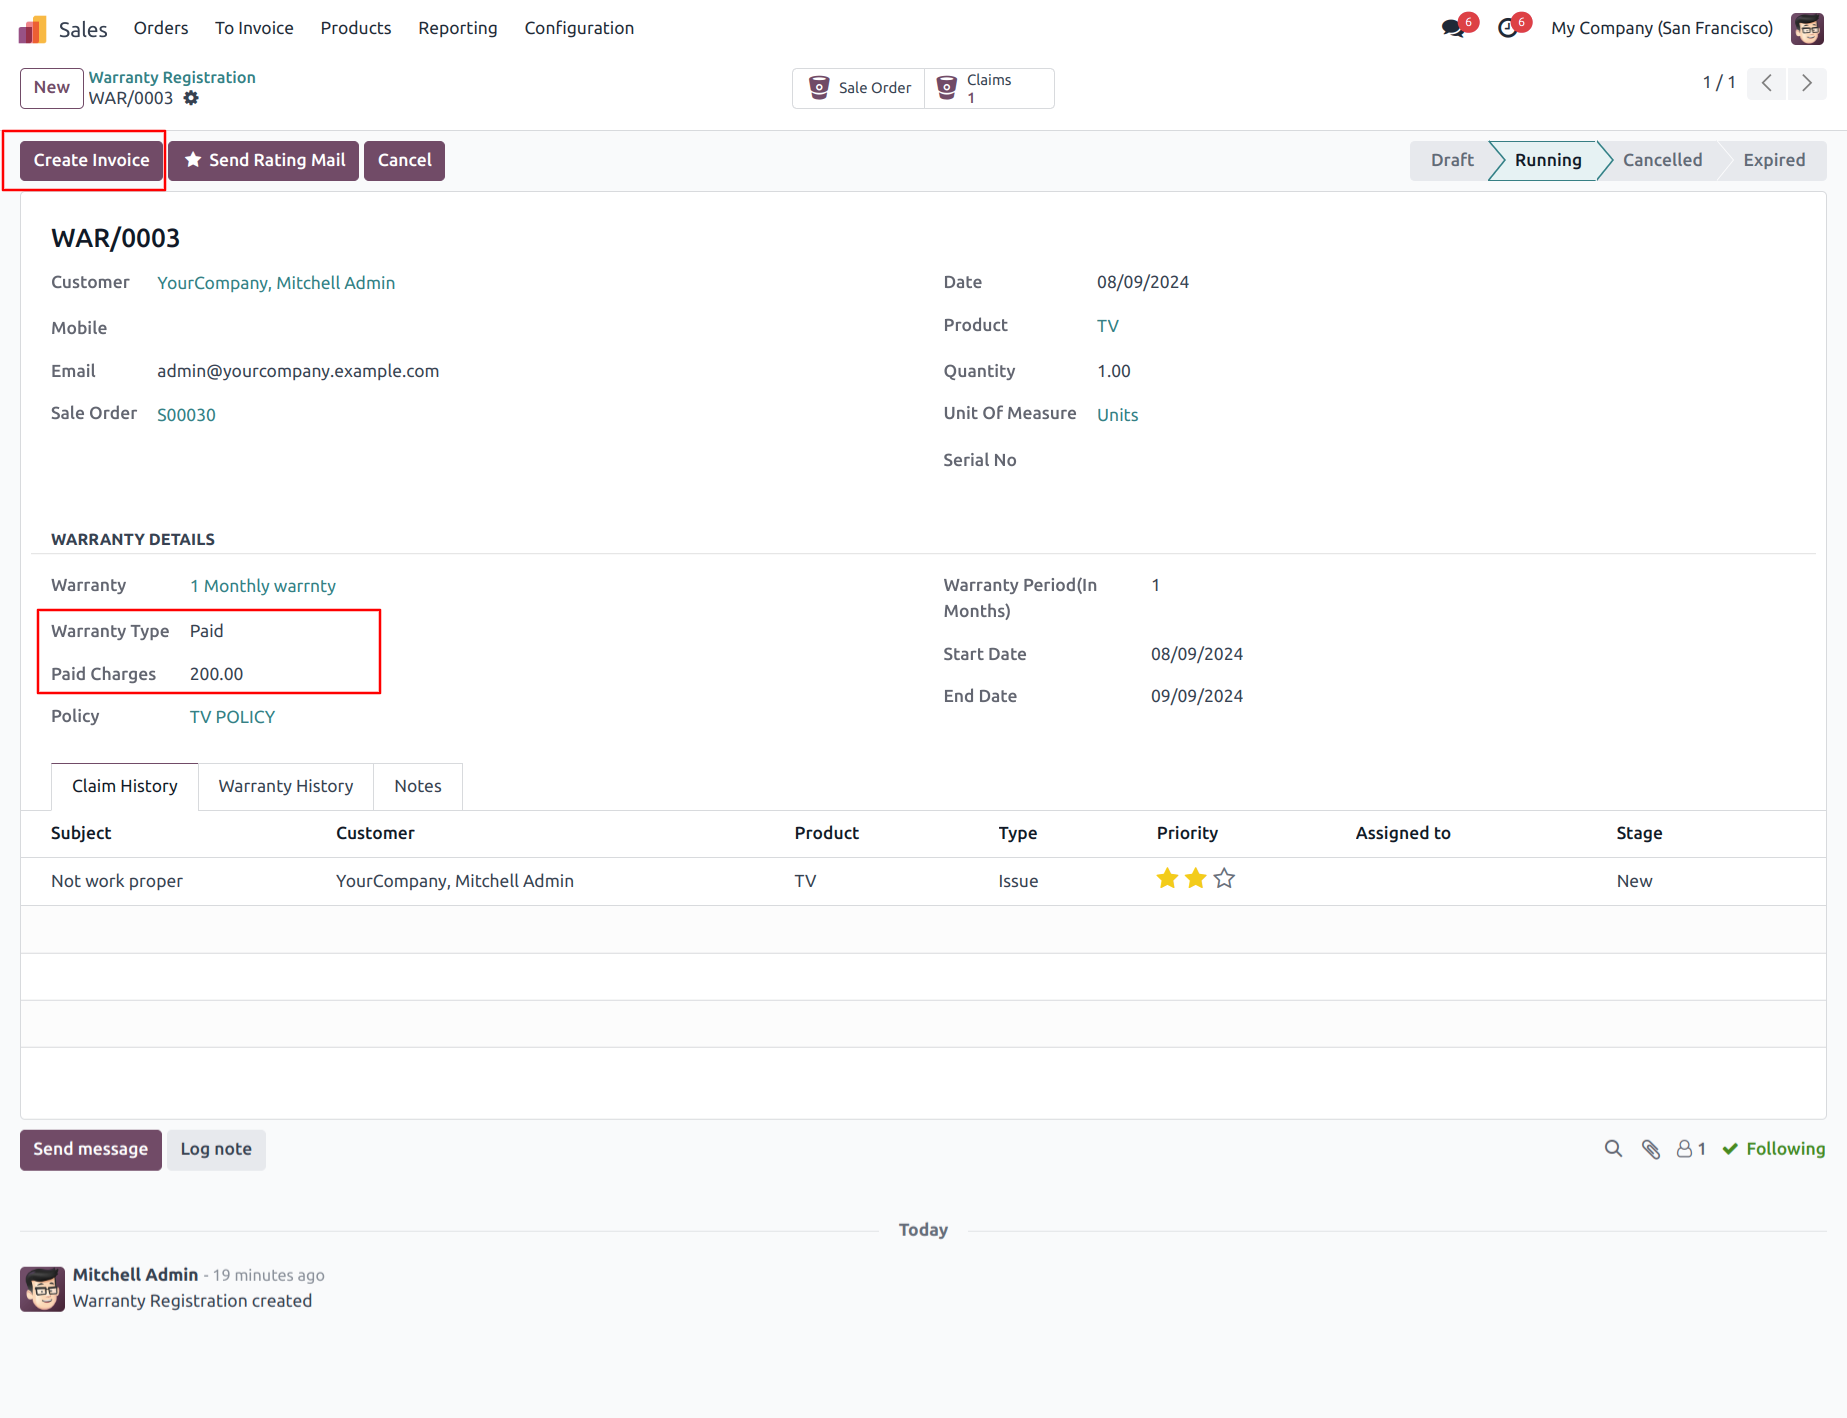 Sales Orders To Invoice Products Reporting Configuration 6 6 My Company (San Francisco)
New Warranty Registration
WAR/0003
Sale Order Claims
1
1 / 1
Create Invoice Send Rating Mail Cancel Draft Running Cancelled Expired
WAR/0003
Customer YourCompany, Mitchell Admin
Mobile
Email admin@yourcompany.example.com
Sale Order S00030
Date 08/09/2024
Product TV
Quantity 1.00
Unit Of Measure Units
Serial No
WARRANTY DETAILS
Warranty 1 Monthly warrnty
Warranty Type Paid
Paid Charges 200.00
Policy TV POLICY
Warranty Period(In 1
Months)
Start Date 08/09/2024
End Date 09/09/2024
Claim History Warranty History Notes
Subject Customer Product Type Priority Assigned to Stage
Not work proper YourCompany, Mitchell Admin TV Issue New
Send message Log note 1 Following
Today
Mitchell Admin - 19 minutes ago
Warranty Registration created